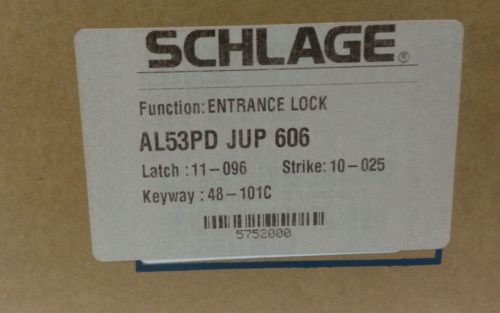 SCHLAGE®
Function: ENTRANCE LOCK
AL53PD JUP 606
Latch :11-096 Strike: 10-025
Keyway :48-101C
5752000